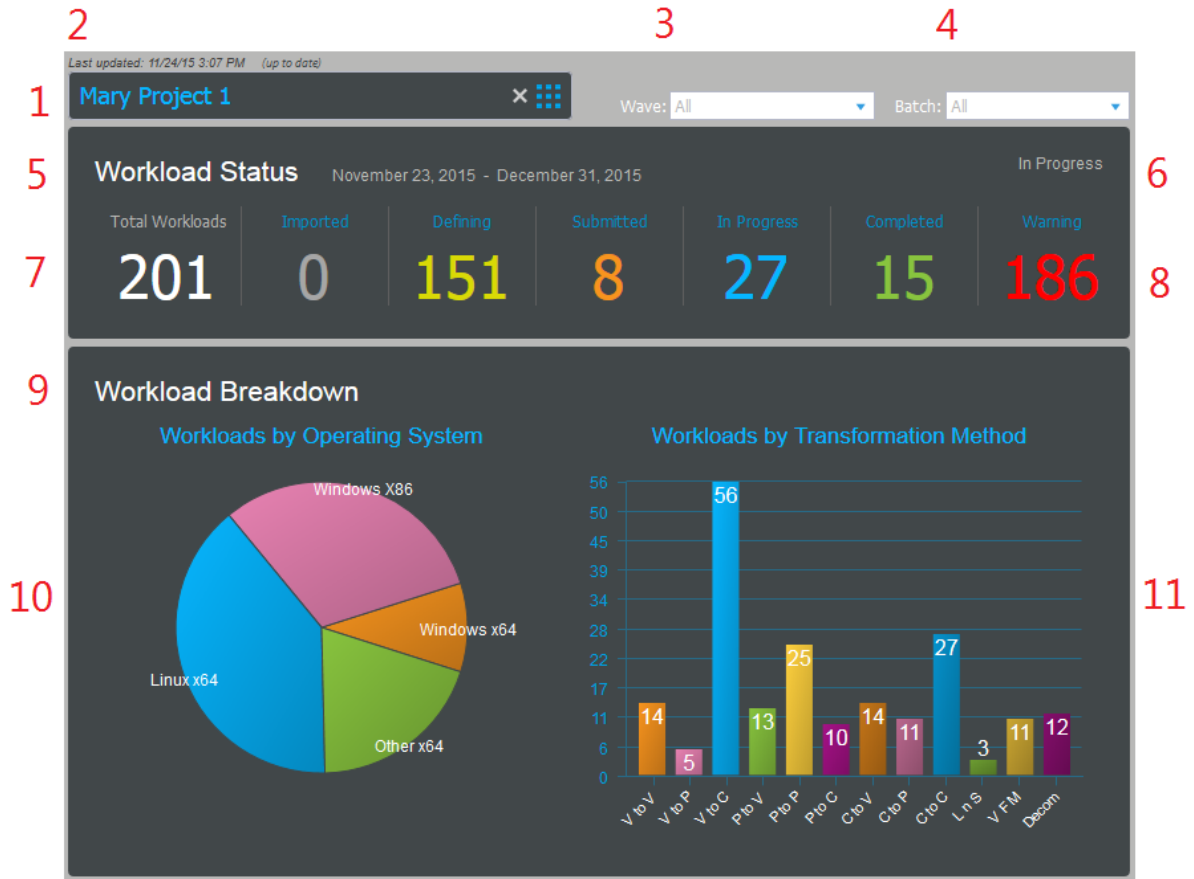 2
3
4
Last updated: 11/24/15 3:07 PM (up to date)
1
Mary Project 1
Wave: All
Batch: All
5
Workload Status
November 23, 2015 - December 31, 2015
In Progress
6
Total Workloads
Imported
Defining
Submitted
In Progress
Completed
Warning
7
201
0
151
8
27
15
186
8
9
Workload Breakdown
Workloads by Operating System
Windows X86
Windows x64
Linux x64
Other x64
10
Workloads by Transformation Method
56
50
45
39
34
28
22
17
11
6
0
14
5
56
13
25
10
14
11
27
3
11
12
V to V
V to P
V to C
P to V
P to P
P to C
C to V
C to P
C to C
L n S
V F M
Decom
11